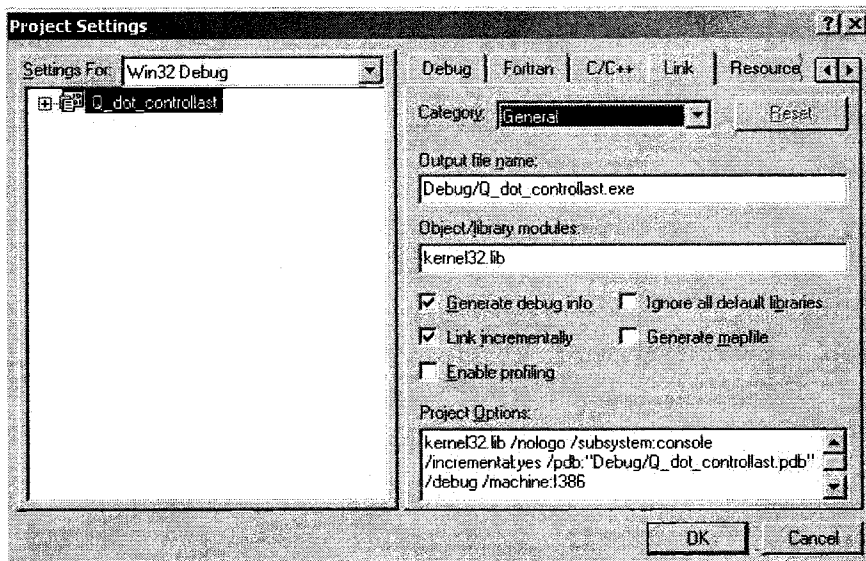 Project Settings
Settings For: Win32 Debug
Q_dot_controllast
Debug Fortran C/C++ Link Resource
Category: General Reset
Output file name:
Debug/Q_dot_controllast.exe
Object/library modules:
kernel32.lib
Generate debug info Ignore all default libraries
Link incrementally Generate mapfile
Enable profiling
Project Options:
kernel32.lib /nologo /subsystem:console
/incremental:yes /pdb:"Debug/Q_dot_controllast.pdb"
/debug /machine:I386
OK Cancel